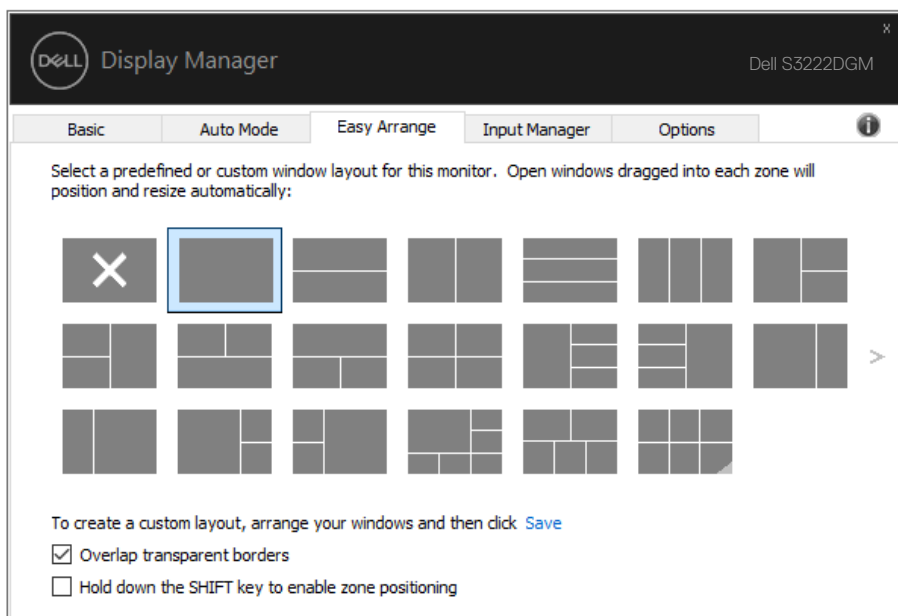 x
DELL Display Manager
Dell S3222DGM
Basic Auto Mode Easy Arrange Input Manager Options
Select a predefined or custom window layout for this monitor. Open windows dragged into each zone will
position and resize automatically:
>
To create a custom layout, arrange your windows and then click Save
Overlap transparent borders
Hold down the SHIFT key to enable zone positioning